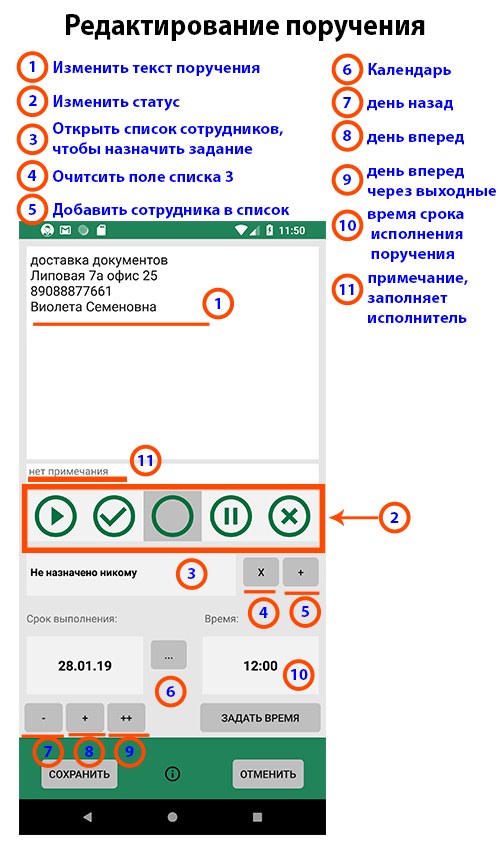 Редактирование поручения
1 Изменить текст поручения
2 Изменить статус
3 Открыть список сотрудников,
чтобы назначить задание
4 Очитсить поле списка 3
5 Добавить сотрудника в список
6 Календарь
7 день назад
8 день вперед
9 день вперед
через выходные
10 время срока
исполнения
поручения
11 примечание,
заполняет
исполнитель
11:50
доставка документов
Липовая 7а офис 25
89088877661
Виолета Семеновна
1
11
нет примечания
2
Не назначено никому
3
X
+
4
5
Срок выполнения:
Время:
28.01.19
...
12:00
10
6
-
+
++
ЗАДАТЬ ВРЕМЯ
7
8
9
СОХРАНИТЬ
ОТМЕНИТЬ